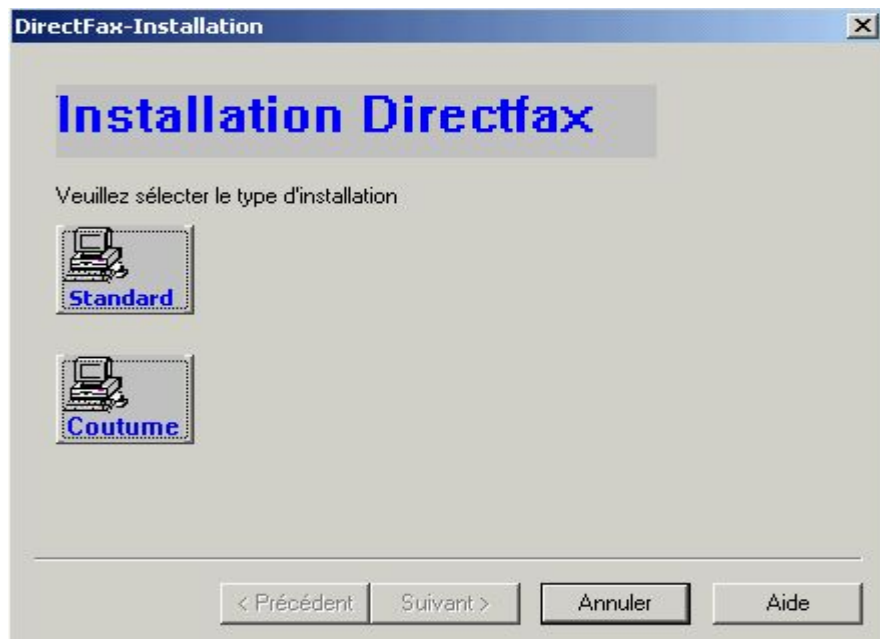 DirectFax-Installation
Installation Directfax
Veuillez sélecter le type d'installation
Standard
Coutume
< Précédent Suivant > Annuler Aide